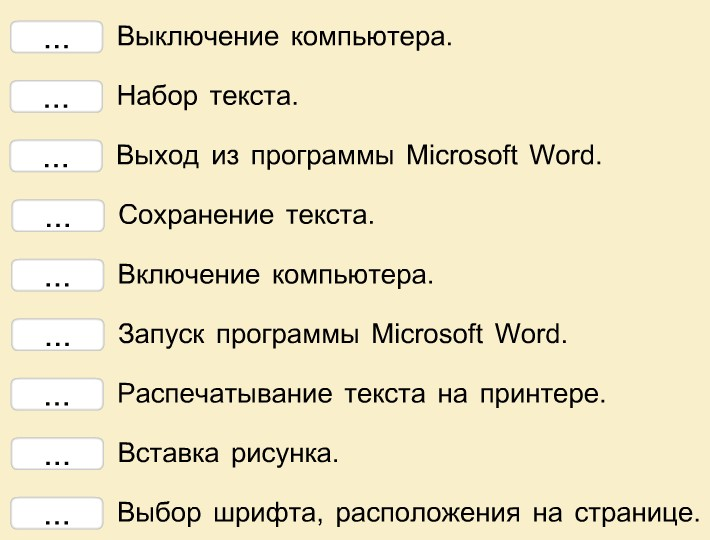 ... Выключение компьютера.
... Набор текста.
... Выход из программы Microsoft Word.
... Сохранение текста.
... Включение компьютера.
... Запуск программы Microsoft Word.
... Распечатывание текста на принтере.
... Вставка рисунка.
... Выбор шрифта, расположения на странице.